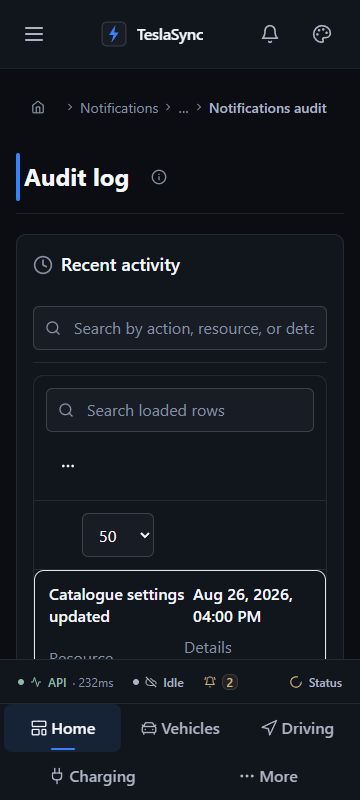 TeslaSync
Notifications ... Notifications audit
Audit log
Recent activity
Search by action, resource, or deta
Search loaded rows
...
50
Catalogue settings updated
Aug 26, 2026, 04:00 PM
Resource
Details
API · 232ms
Idle
2
Status
Home
Vehicles
Driving
Charging
... More